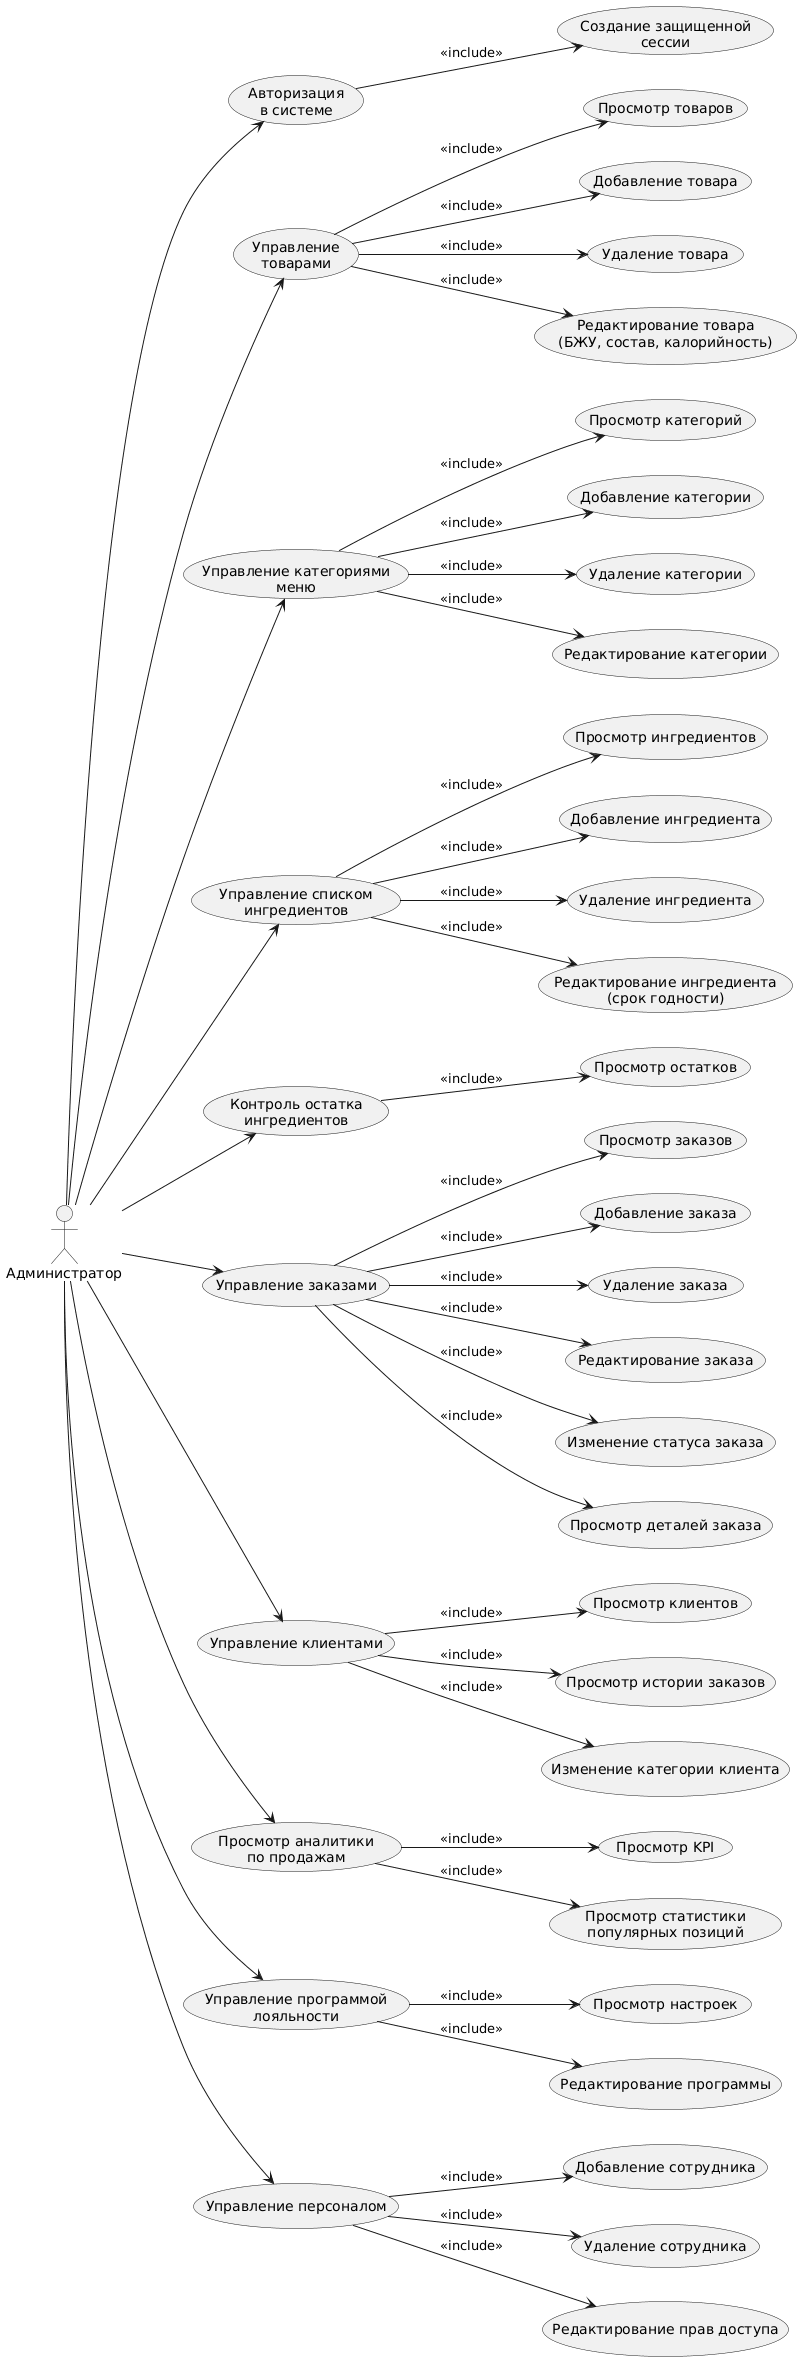 Создание защищенной
сессии
«include»
Авторизация
в системе
Просмотр товаров
«include»
Добавление товара
«include»
Управление
товарами
«include»
Удаление товара
«include»
Редактирование товара
(БЖУ, состав, калорийность)
Просмотр категорий
«include»
Добавление категории
«include»
Управление категориями
меню
«include»
Удаление категории
«include»
Редактирование категории
Просмотр ингредиентов
«include»
Добавление ингредиента
«include»
Управление списком
ингредиентов
«include»
Удаление ингредиента
«include»
Редактирование ингредиента
(срок годности)
Просмотр остатков
«include»
Контроль остатка
ингредиентов
Просмотр заказов
«include»
Добавление заказа
«include»
Администратор
Управление заказами
«include»
Удаление заказа
«include»
Редактирование заказа
«include»
Изменение статуса заказа
«include»
Просмотр деталей заказа
Просмотр клиентов
«include»
Управление клиентами
«include»
Просмотр истории заказов
«include»
Изменение категории клиента
Просмотр аналитики
по продажам
«include»
Просмотр KPI
«include»
Просмотр статистики
популярных позиций
Управление программой
лояльности
«include»
Просмотр настроек
«include»
Редактирование программы
Добавление сотрудника
«include»
Управление персоналом
«include»
Удаление сотрудника
«include»
Редактирование прав доступа